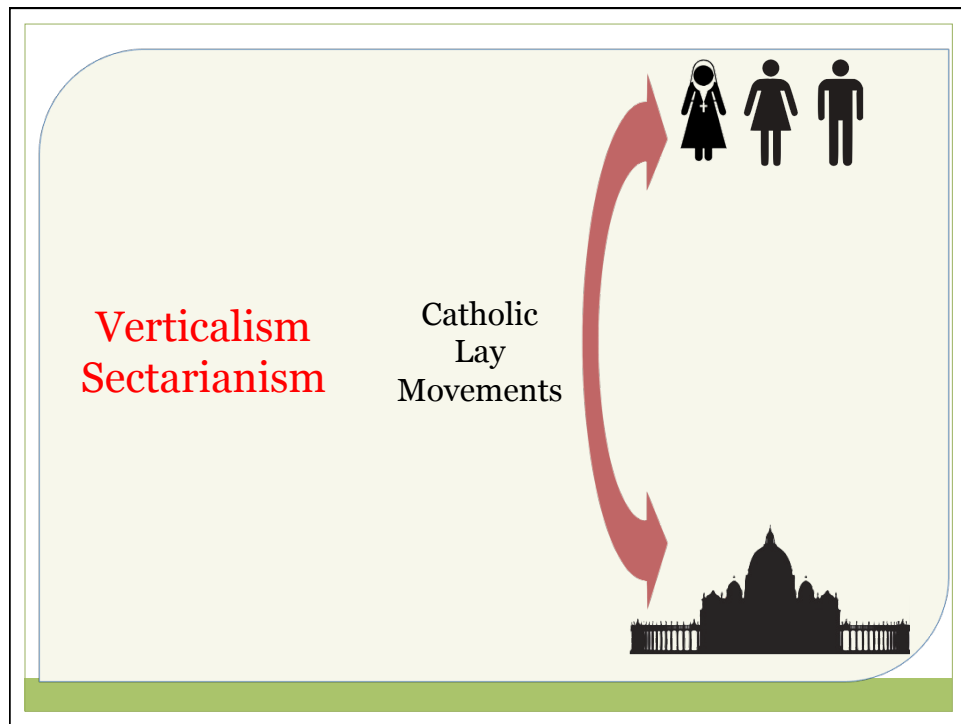 Verticalism
Sectarianism
Catholic
Lay
Movements